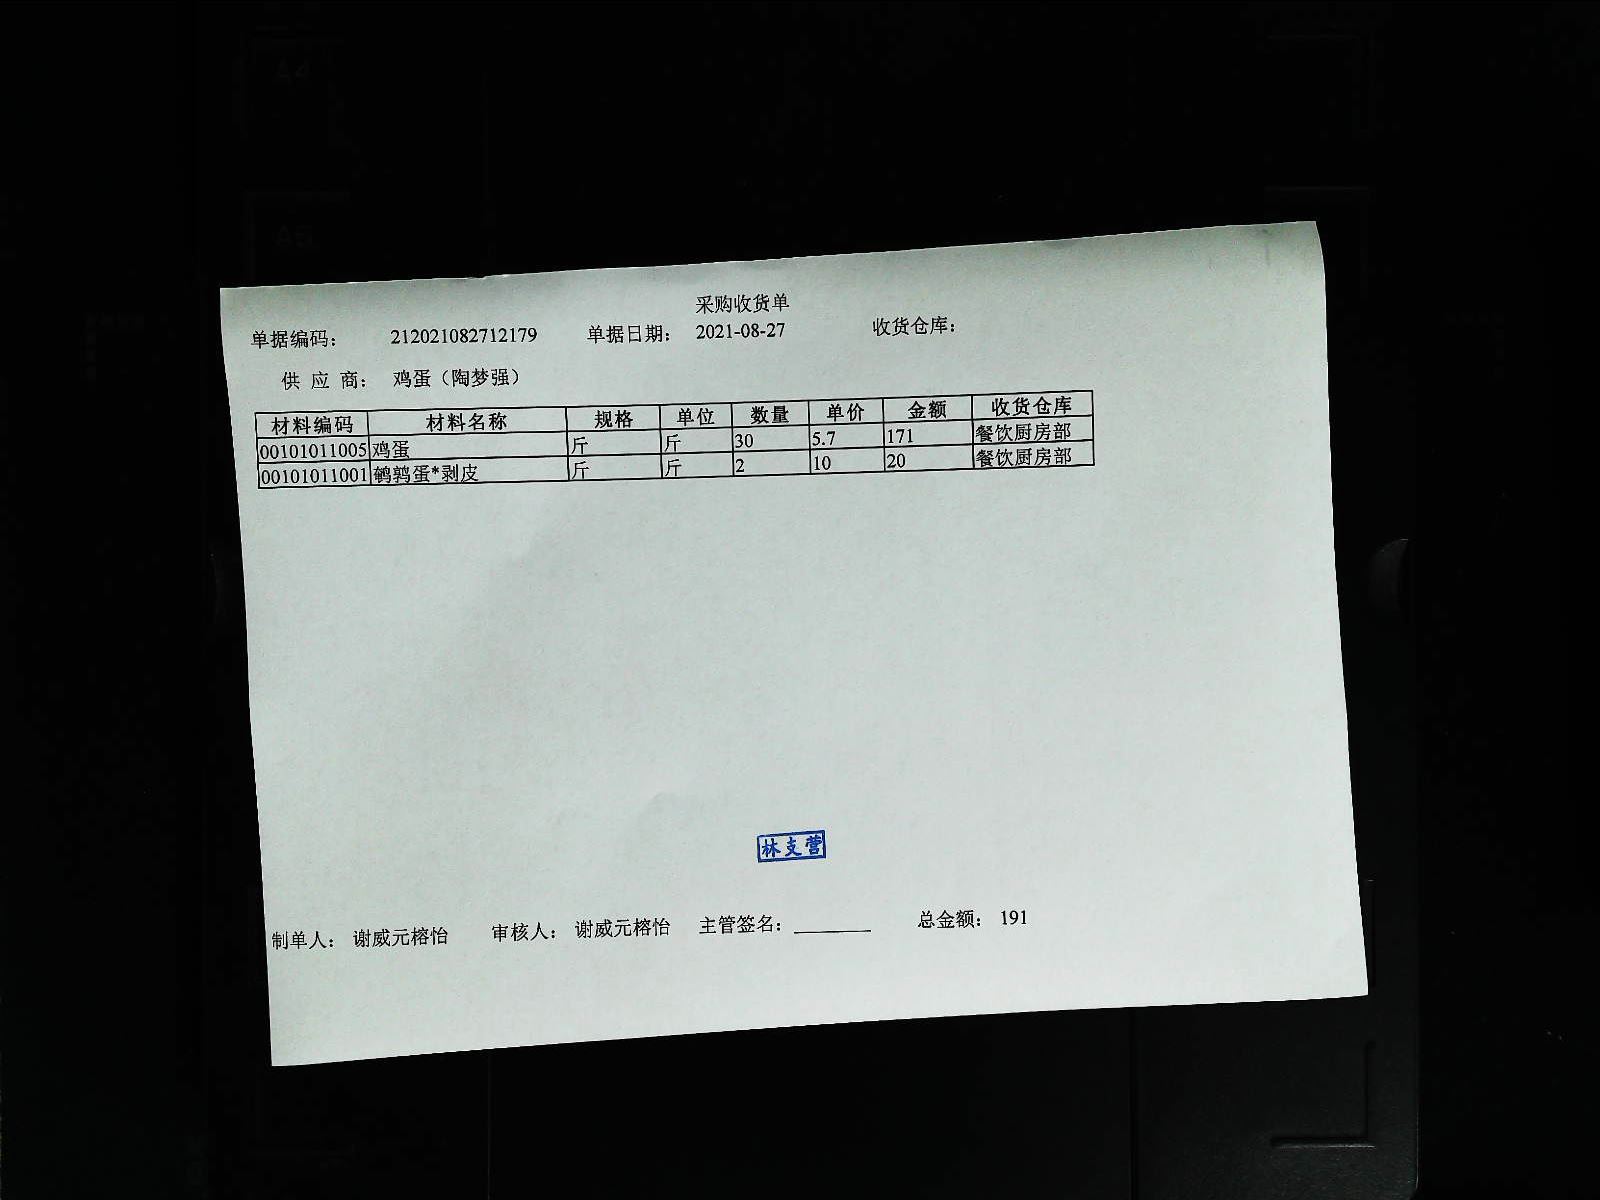 A4
A5
采购收货单
单据编码： 212021082712179 单据日期： 2021-08-27 收货仓库：
供 应 商： 鸡蛋（陶梦强）
材料编码 材料名称 规格 单位 数量 单价 金额 收货仓库
00101011005 鸡蛋 斤 斤 30 5.7 171 餐饮厨房部
00101011001 鹌鹑蛋*剥皮 斤 斤 2 10 20 餐饮厨房部
林支营
制单人： 谢威元榕怡 审核人： 谢威元榕怡 主管签名： ________ 总金额： 191